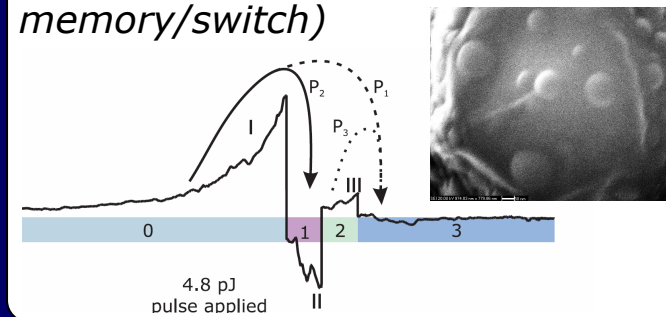 memory/switch)
P₂
P₁
I
P₃
III
0
1
2
3
4.8 pJ
pulse applied
II